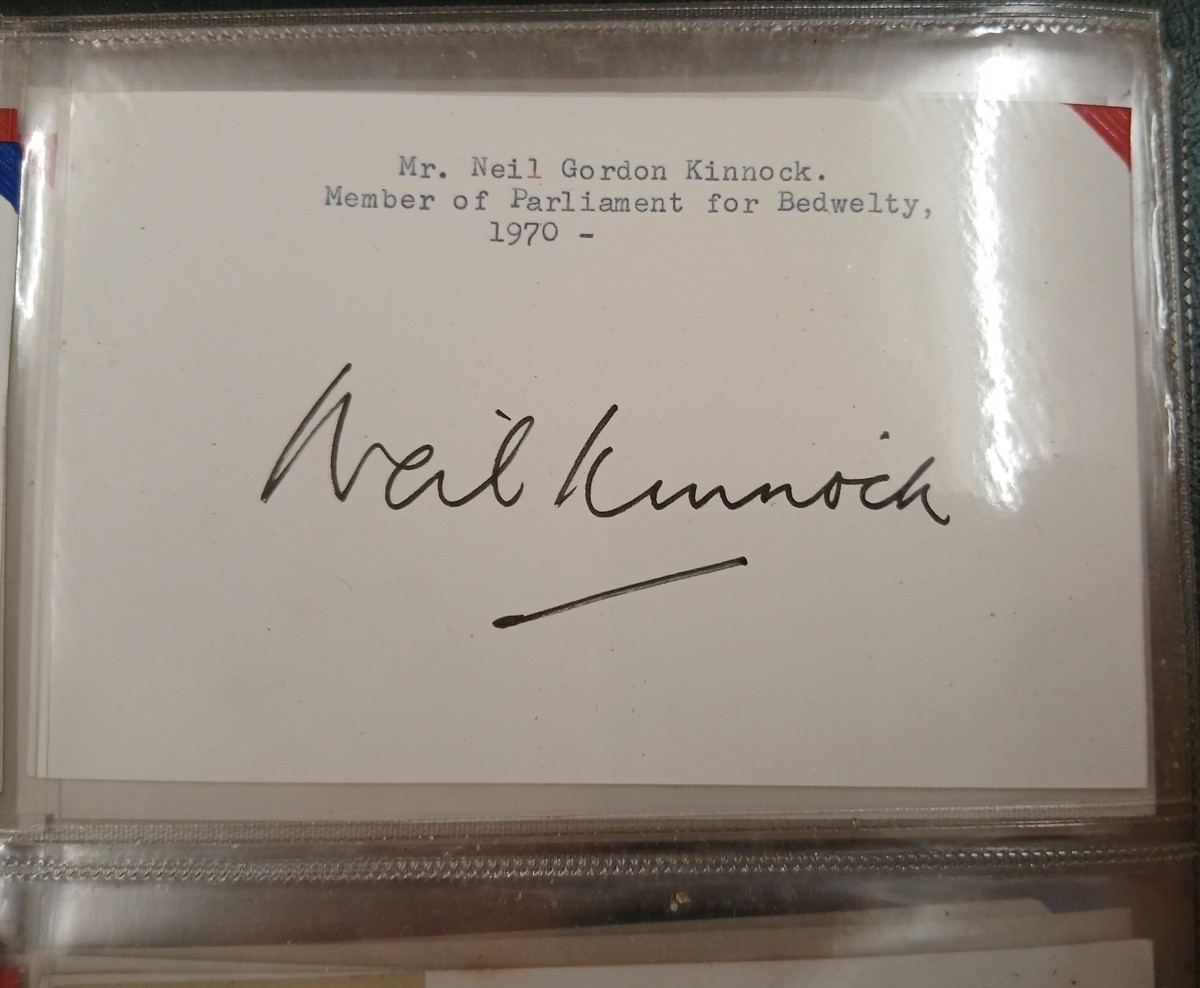 Mr. Neil Gordon Kinnock.
Member of Parliament for Bedwelty,
1970 -
Neil Kinnock